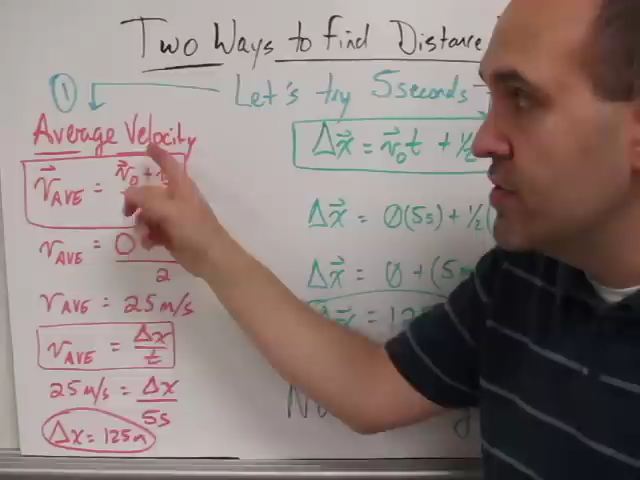 Two Ways to find Distance
① Let's try 5 seconds
Average Velocity
v⃗AVE = v⃗0 +
vAVE = 0
2
vAVE = 25 m/s
vAVE = Δx/t
25 m/s = Δx/5s
Δx = 125m
Δx⃗ = v⃗0t + ½
Δx⃗ = 0(5s) + ½(
Δx⃗ = 0 + (5
Δx⃗ = 12